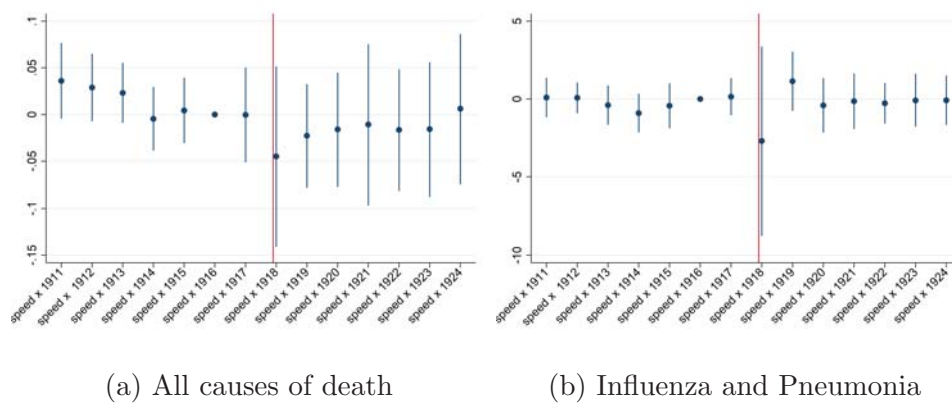 .1
.05
0
-.05
-.1
-.15
speed x 1911
speed x 1912
speed x 1913
speed x 1914
speed x 1915
speed x 1916
speed x 1917
speed x 1918
speed x 1919
speed x 1920
speed x 1921
speed x 1922
speed x 1923
speed x 1924
(a) All causes of death
5
0
-5
-10
speed x 1911
speed x 1912
speed x 1913
speed x 1914
speed x 1915
speed x 1916
speed x 1917
speed x 1918
speed x 1919
speed x 1920
speed x 1921
speed x 1922
speed x 1923
speed x 1924
(b) Influenza and Pneumonia